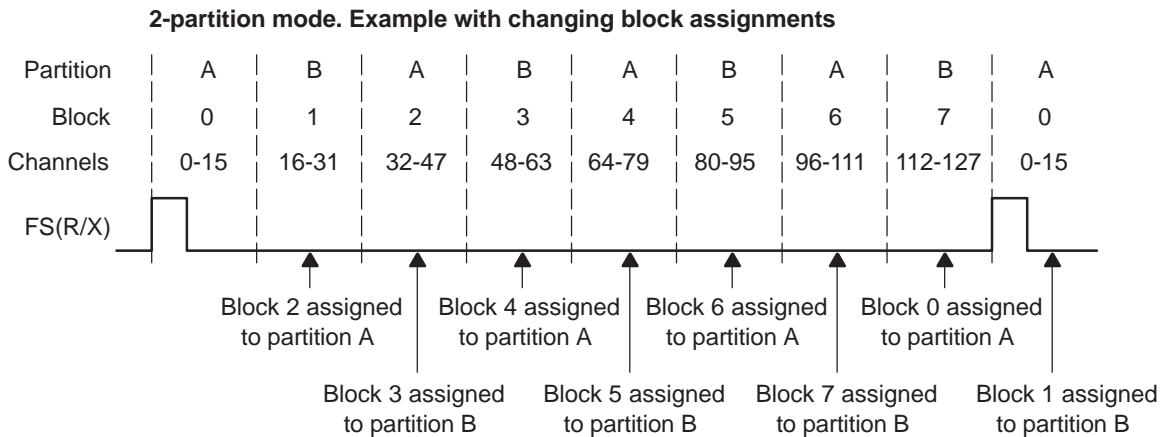 2-partition mode. Example with changing block assignments
Partition A B A B A B A B A
Block 0 1 2 3 4 5 6 7 0
Channels 0-15 16-31 32-47 48-63 64-79 80-95 96-111 112-127 0-15
FS(R/X)
Block 2 assigned
to partition A
Block 4 assigned
to partition A
Block 6 assigned
to partition A
Block 0 assigned
to partition A
Block 3 assigned
to partition B
Block 5 assigned
to partition B
Block 7 assigned
to partition B
Block 1 assigned
to partition B